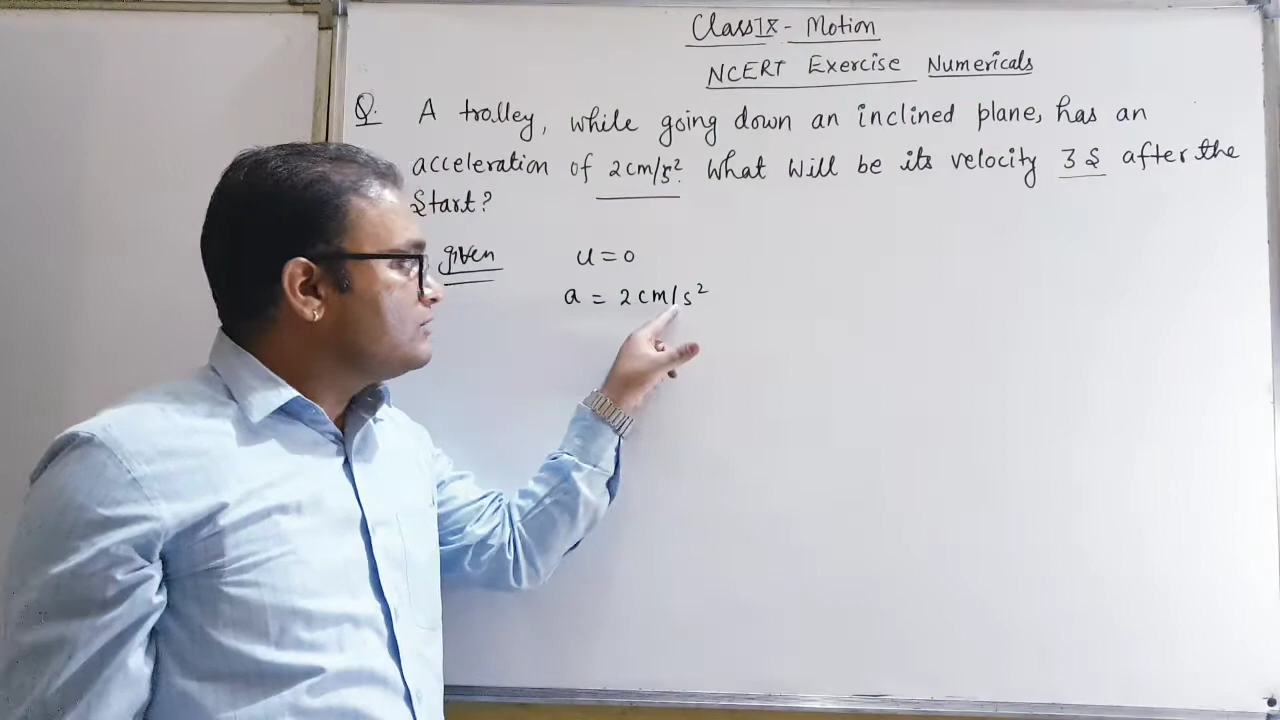 Class IX - Motion
NCERT Exercise Numericals
Q. A trolley, while going down an inclined plane, has an
acceleration of 2 cm/s². What will be its velocity 3 s after the
start?
given u = 0
a = 2 cm/s²